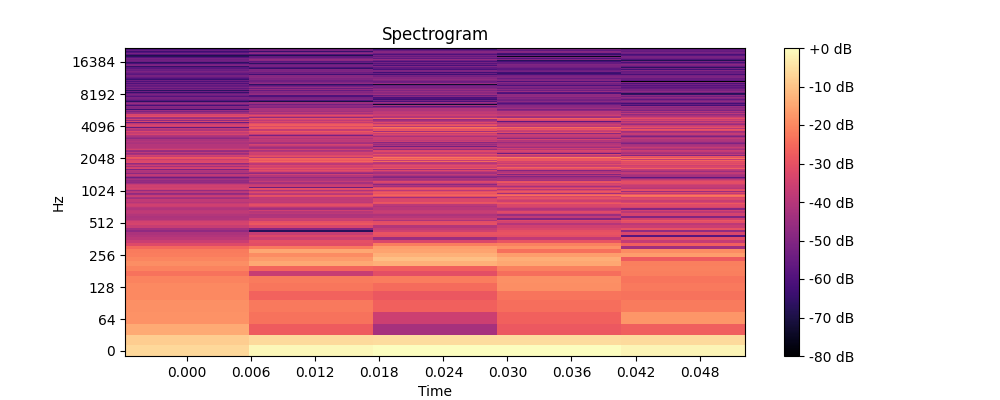 Spectrogram
Hz
16384
8192
4096
2048
1024
512
256
128
64
0
0.000 0.006 0.012 0.018 0.024 0.030 0.036 0.042 0.048
Time
+0 dB
-10 dB
-20 dB
-30 dB
-40 dB
-50 dB
-60 dB
-70 dB
-80 dB